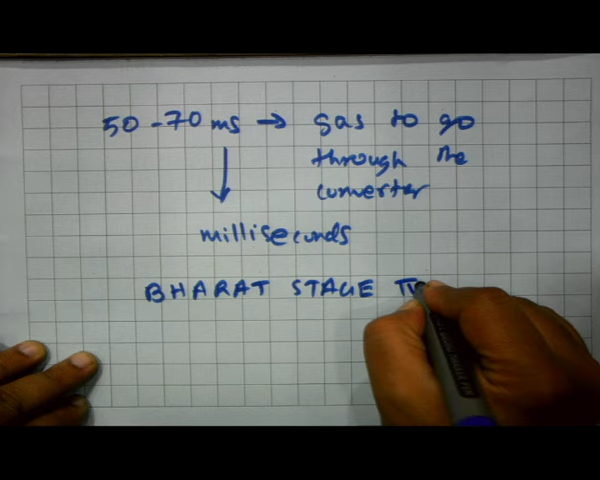 50 - 70 ms → gas to go
through the
converter
milliseconds
BHARAT STAGE